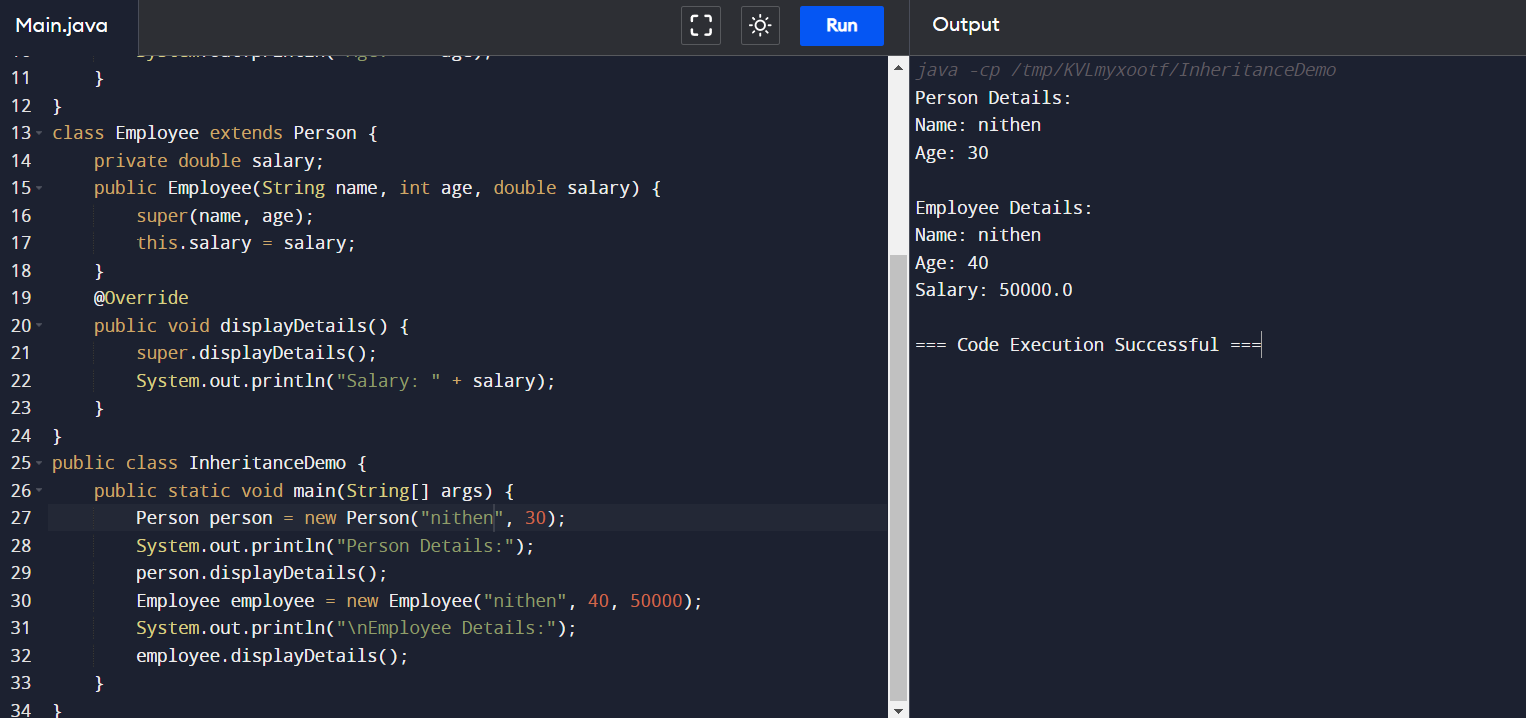 Main.java
Run
Output
11 }
12 }
13 class Employee extends Person {
14 private double salary;
15 public Employee(String name, int age, double salary) {
16 super(name, age);
17 this.salary = salary;
18 }
19 @Override
20 public void displayDetails() {
21 super.displayDetails();
22 System.out.println("Salary: " + salary);
23 }
24 }
25 public class InheritanceDemo {
26 public static void main(String[] args) {
27 Person person = new Person("nithen", 30);
28 System.out.println("Person Details:");
29 person.displayDetails();
30 Employee employee = new Employee("nithen", 40, 50000);
31 System.out.println("\nEmployee Details:");
32 employee.displayDetails();
33 }
34 }
java -cp /tmp/KVLmyxootf/InheritanceDemo
Person Details:
Name: nithen
Age: 30
Employee Details:
Name: nithen
Age: 40
Salary: 50000.0
=== Code Execution Successful ===